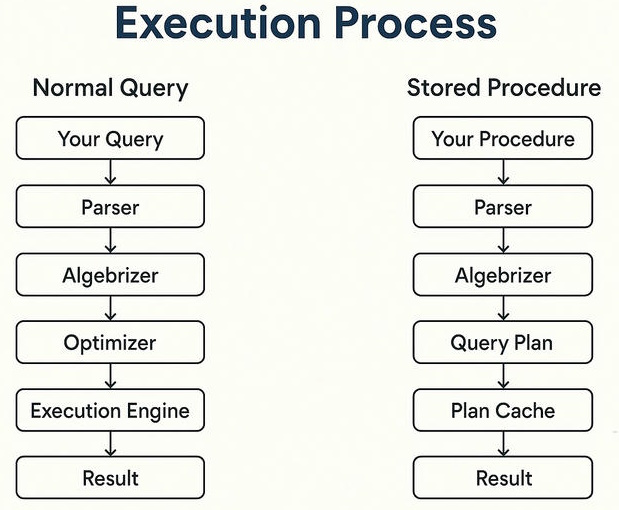 Execution Process
Normal Query
Your Query
Parser
Algebrizer
Optimizer
Execution Engine
Result
Stored Procedure
Your Procedure
Parser
Algebrizer
Query Plan
Plan Cache
Result